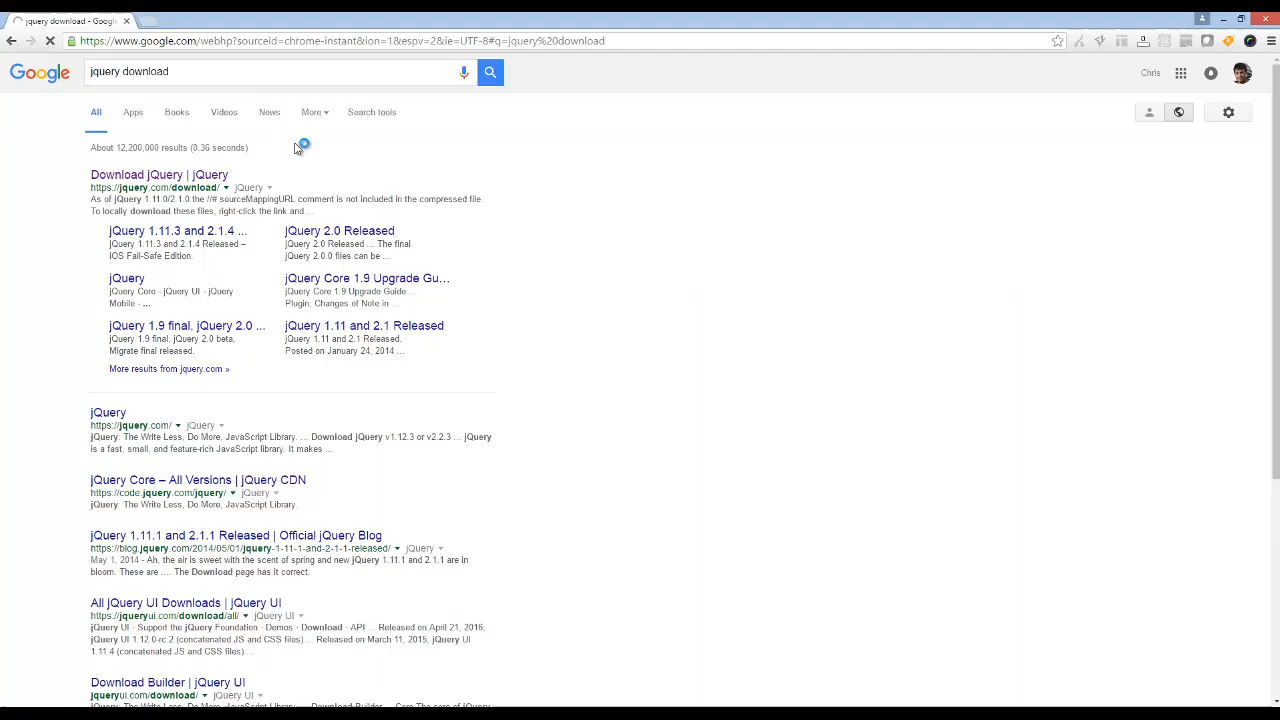 jquery download - Google
https://www.google.com/webhp?sourceid=chrome-instant&ion=1&espv=2&ie=UTF-8#q=jquery%20download
Google
jquery download
Chris
All Apps Books Videos News More Search tools
About 12,200,000 results (0.36 seconds)
Download jQuery | jQuery
https://jquery.com/download/ jQuery
As of jQuery 1.11.0/2.1.0 the //# sourceMappingURL comment is not included in the compressed file.
To locally download these files, right-click the link and ...
jQuery 1.11.3 and 2.1.4 ...
jQuery 1.11.3 and 2.1.4 Released –
iOS Fail-Safe Edition.
jQuery 2.0 Released
jQuery 2.0 Released ... The final
jQuery 2.0.0 files can be ...
jQuery
jQuery Core - jQuery UI - jQuery
Mobile - ...
jQuery Core 1.9 Upgrade Gu...
jQuery Core 1.9 Upgrade Guide ...
Plugin; Changes of Note in ...
jQuery 1.9 final, jQuery 2.0 ...
jQuery 1.9 final, jQuery 2.0 beta,
Migrate final released.
jQuery 1.11 and 2.1 Released
jQuery 1.11 and 2.1 Released.
Posted on January 24, 2014 ...
More results from jquery.com »
jQuery
https://jquery.com/ jQuery
jQuery: The Write Less, Do More, JavaScript Library. ... Download jQuery v1.12.3 or v2.2.3 ... jQuery
is a fast, small, and feature-rich JavaScript library. It makes ...
jQuery Core – All Versions | jQuery CDN
https://code.jquery.com/jquery/ jQuery
jQuery: The Write Less, Do More, JavaScript Library.
jQuery 1.11.1 and 2.1.1 Released | Official jQuery Blog
https://blog.jquery.com/2014/05/01/jquery-1-11-1-and-2-1-1-released/ jQuery
May 1, 2014 - Ah, the air is sweet with the scent of spring and new jQuery 1.11.1 and 2.1.1 are in
bloom. These are .... The Download page has it correct.
All jQuery UI Downloads | jQuery UI
https://jqueryui.com/download/all/ jQuery UI
jQuery UI · Support the jQuery Foundation · Demos · Download · API ... Released on April 21, 2016,
jQuery UI 1.12.0-rc.2 (concatenated JS and CSS files) ... Released on March 11, 2015, jQuery UI
1.11.4 (concatenated JS and CSS files) ...
Download Builder | jQuery UI
jqueryui.com/download/ jQuery UI